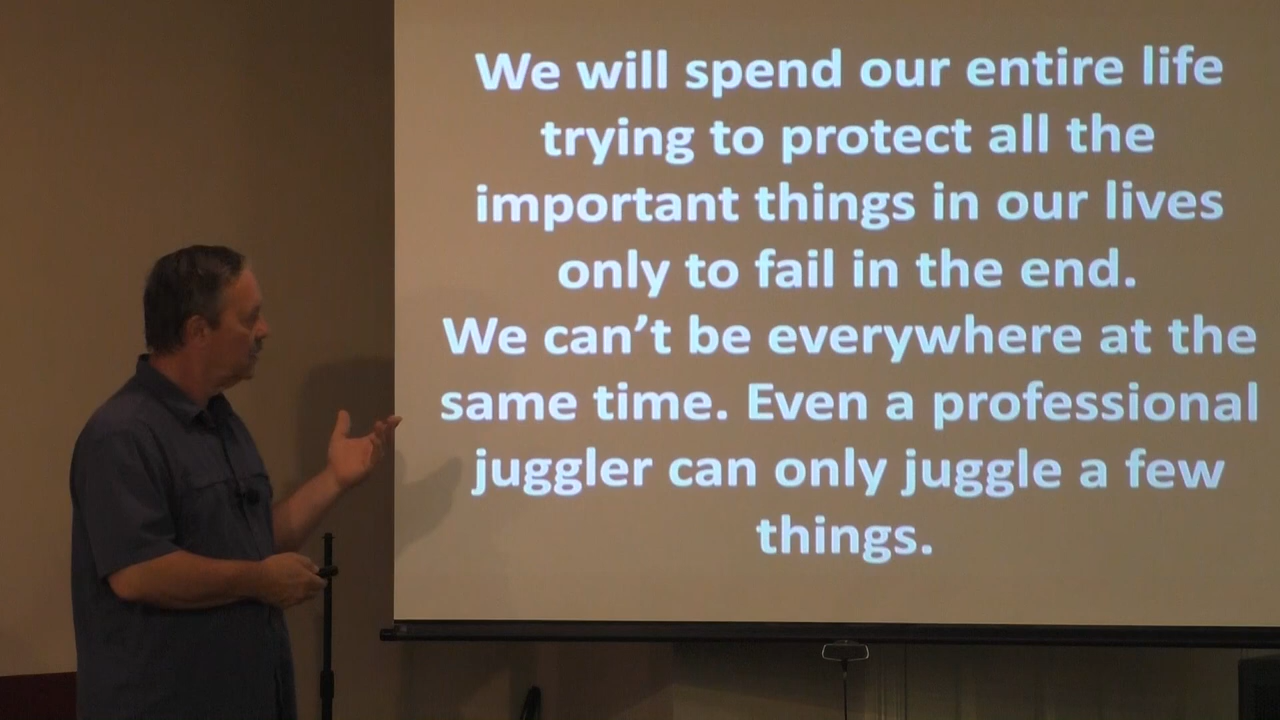 We will spend our entire life
trying to protect all the
important things in our lives
only to fail in the end.
We can’t be everywhere at the
same time. Even a professional
juggler can only juggle a few
things.